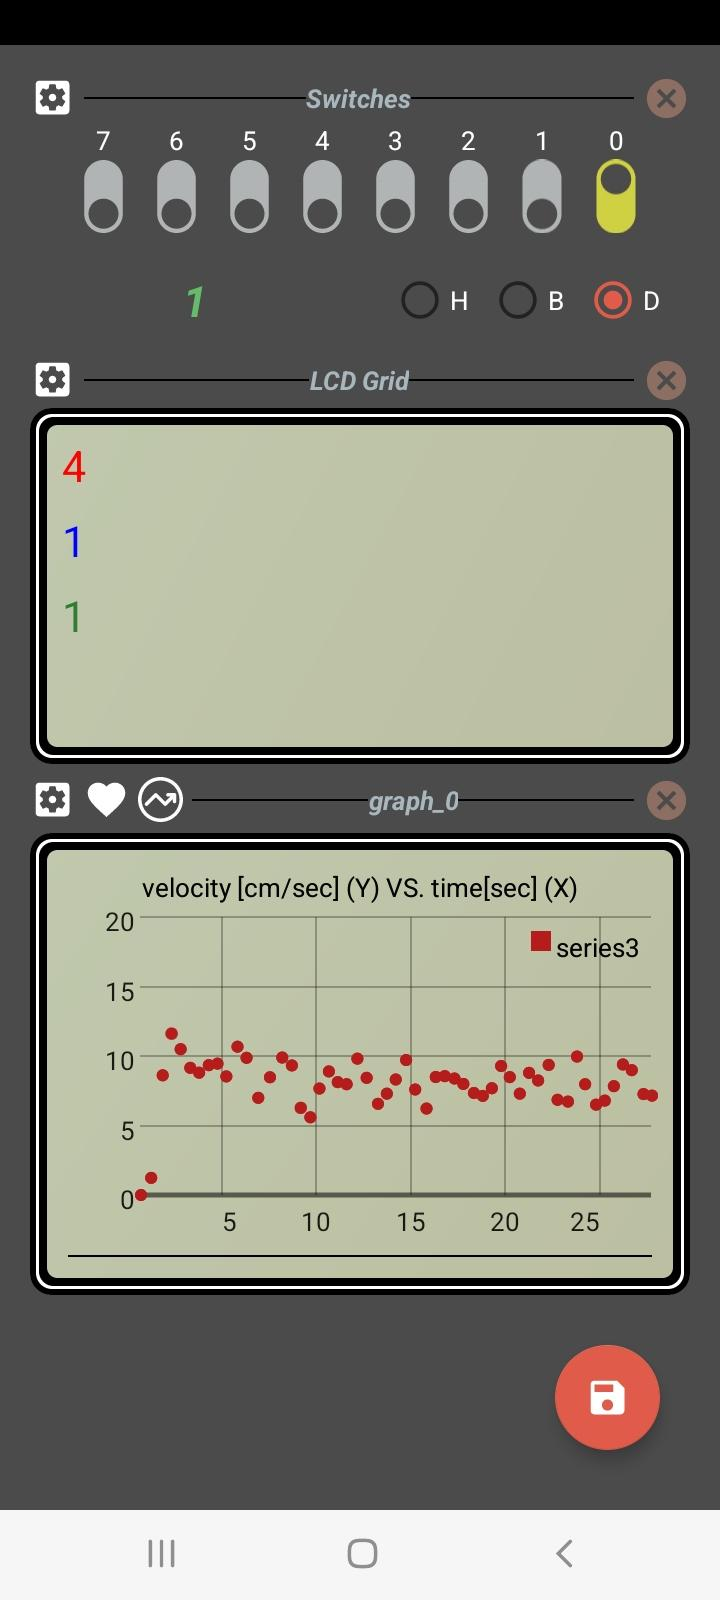 Switches
7 6 5 4 3 2 1 0
1 H B D
LCD Grid
4
1
1
graph_0
velocity [cm/sec] (Y) VS. time[sec] (X)
20
series3
15
10
5
0
5 10 15 20 25